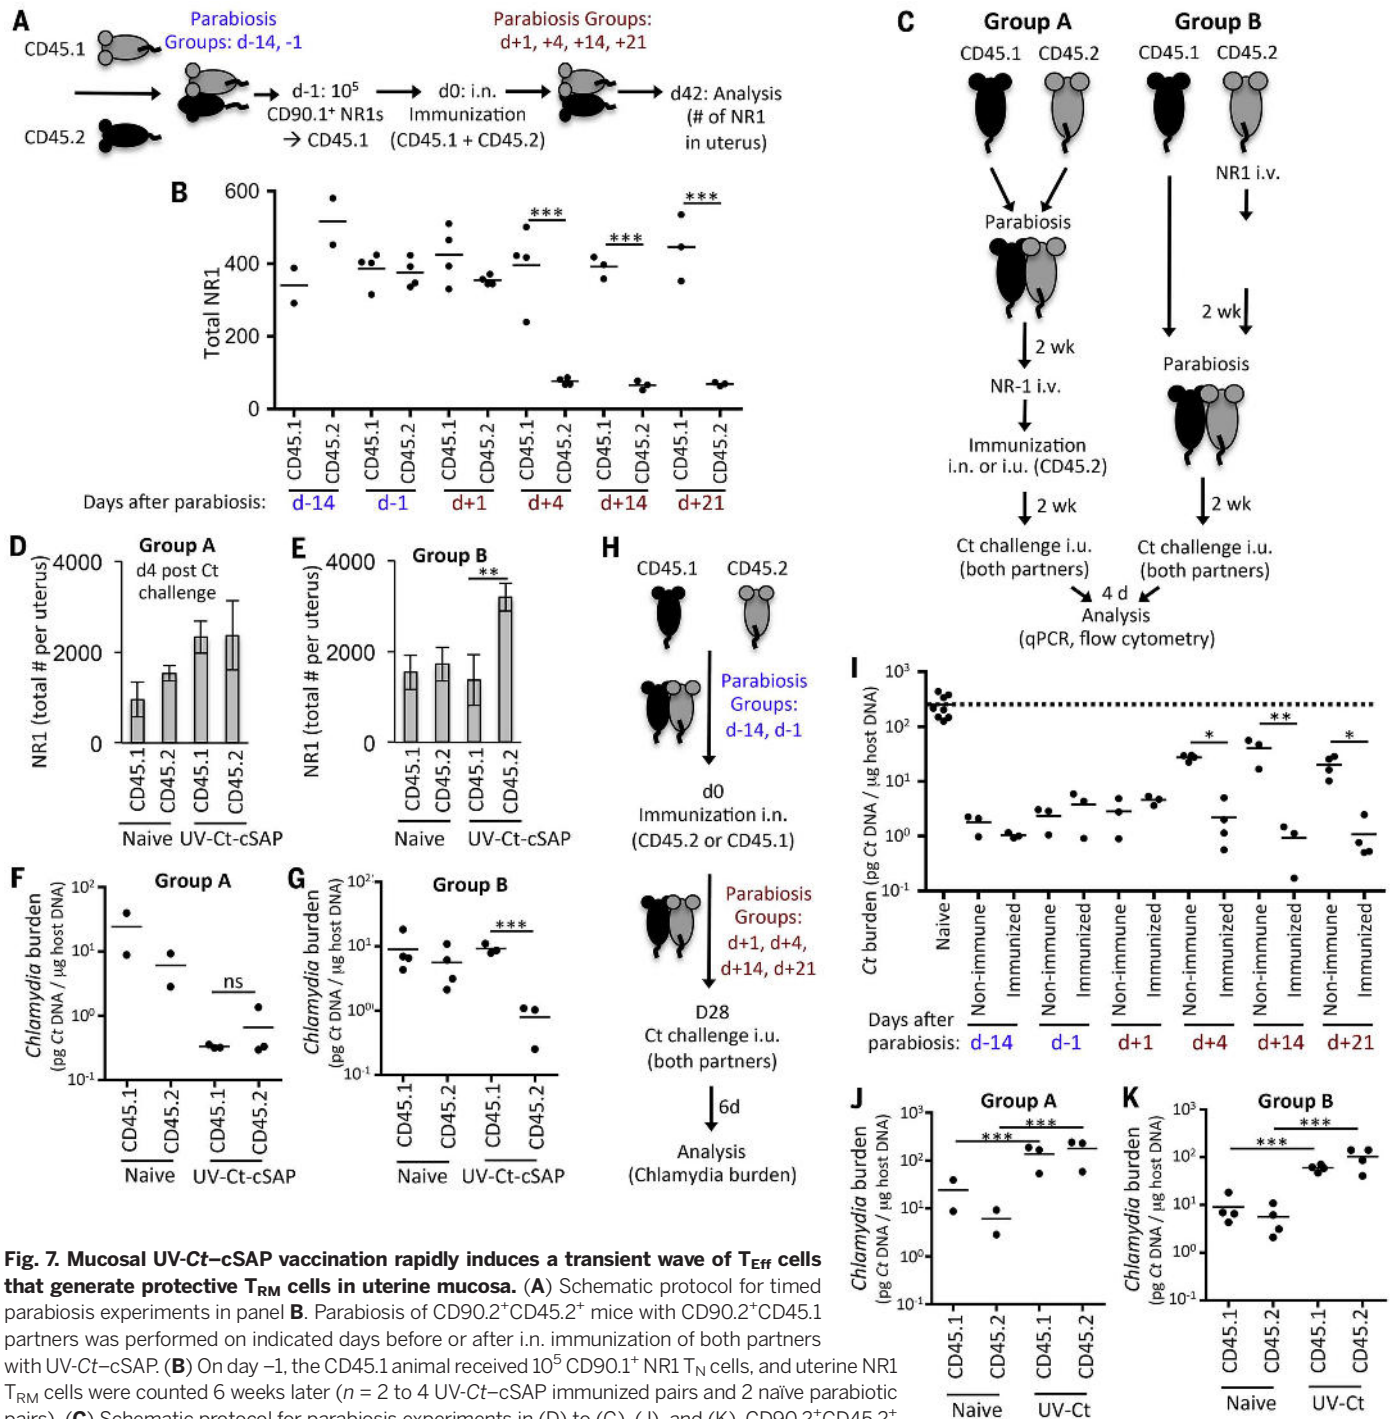 A
CD45.1
CD45.2
Parabiosis
Groups: d-14, -1
d-1: 10⁵
CD90.1⁺ NR1s
→ CD45.1
d0: i.n.
Immunization
(CD45.1 + CD45.2)
Parabiosis Groups:
d+1, +4, +14, +21
d42: Analysis
(# of NR1
in uterus)
B
Total NR1
600
400
200
0
***
***
***
CD45.1
CD45.2
CD45.1
CD45.2
CD45.1
CD45.2
CD45.1
CD45.2
CD45.1
CD45.2
CD45.1
CD45.2
Days after parabiosis:
d-14
d-1
d+1
d+4
d+14
d+21
C
Group A
Group B
CD45.1
CD45.2
CD45.1
CD45.2
NR1 i.v.
Parabiosis
2 wk
NR-1 i.v.
Immunization
i.n. or i.u. (CD45.2)
2 wk
Ct challenge i.u.
(both partners)
2 wk
Parabiosis
2 wk
Ct challenge i.u.
(both partners)
4 d
Analysis
(qPCR, flow cytometry)
D
Group A
d4 post Ct
challenge
NR1 (total # per uterus)
4000
2000
0
CD45.1
CD45.2
CD45.1
CD45.2
Naive
UV-Ct-cSAP
E
Group B
NR1 (total # per uterus)
4000
2000
0
**
CD45.1
CD45.2
CD45.1
CD45.2
Naive
UV-Ct-cSAP
F
Group A
Chlamydia burden
(pg Ct DNA / µg host DNA)
10²
10¹
10⁰
10⁻¹
ns
CD45.1
CD45.2
CD45.1
CD45.2
Naive
UV-Ct-cSAP
G
Group B
Chlamydia burden
(pg Ct DNA / µg host DNA)
10²
10¹
10⁰
10⁻¹
***
CD45.1
CD45.2
CD45.1
CD45.2
Naive
UV-Ct-cSAP
H
CD45.1
CD45.2
Parabiosis
Groups:
d-14, d-1
d0
Immunization i.n.
(CD45.2 or CD45.1)
Parabiosis
Groups:
d+1, d+4,
d+14, d+21
D28
Ct challenge i.u.
(both partners)
6d
Analysis
(Chlamydia burden)
I
Ct burden (pg Ct DNA / µg host DNA)
10³
10²
10¹
10⁰
10⁻¹
*
**
*
Naive
Non-immune
Immunized
Non-immune
Immunized
Non-immune
Immunized
Non-immune
Immunized
Non-immune
Immunized
Non-immune
Immunized
Days after
parabiosis:
d-14
d-1
d+1
d+4
d+14
d+21
J
Group A
Chlamydia burden
(pg Ct DNA / µg host DNA)
10³
10²
10¹
10⁰
10⁻¹
***
***
CD45.1
CD45.2
CD45.1
CD45.2
Naive
UV-Ct
K
Group B
Chlamydia burden
(pg Ct DNA / µg host DNA)
10³
10²
10¹
10⁰
10⁻¹
***
***
CD45.1
CD45.2
CD45.1
CD45.2
Naive
UV-Ct
Fig. 7. Mucosal UV-Ct–cSAP vaccination rapidly induces a transient wave of T_Eff cells
that generate protective T_RM cells in uterine mucosa. (A) Schematic protocol for timed
parabiosis experiments in panel B. Parabiosis of CD90.2⁺CD45.2⁺ mice with CD90.2⁺CD45.1
partners was performed on indicated days before or after i.n. immunization of both partners
with UV-Ct–cSAP. (B) On day −1, the CD45.1 animal received 10⁵ CD90.1⁺ NR1 T_N cells, and uterine NR1
T_RM cells were counted 6 weeks later (n = 2 to 4 UV-Ct–cSAP immunized pairs and 2 naïve parabiotic
pairs). (C) Schematic protocol for parabiosis experiments in (D) to (G), (J), and (K). CD90.2⁺CD45.2⁺